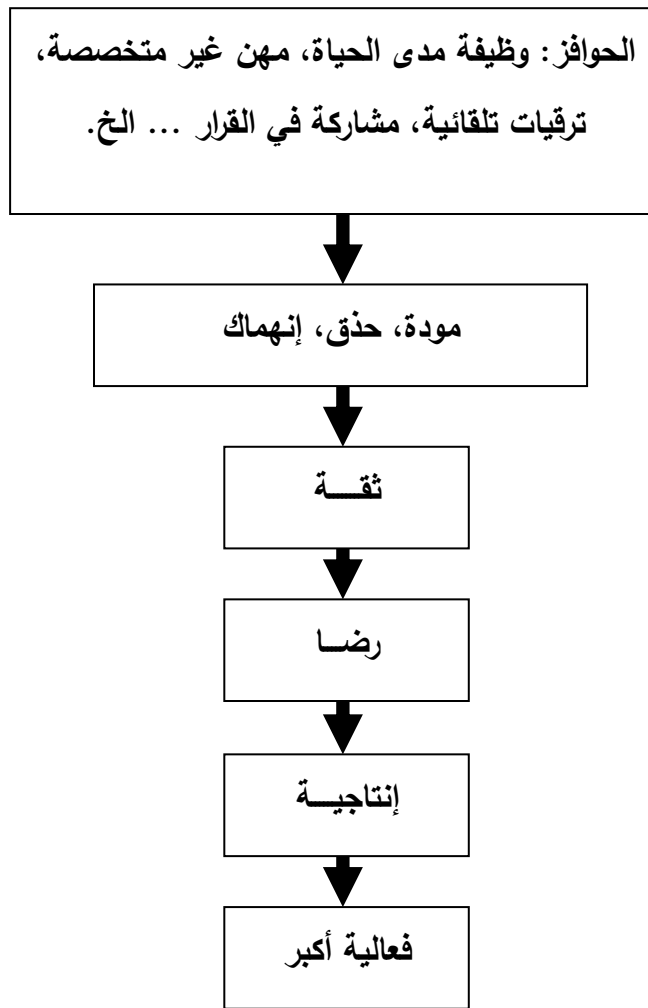 الحوافز: وظيفة مدى الحياة، مهن غير متخصصة،
ترقيات تلقائية، مشاركة في القرار ... الخ.
مودة، حذق، إنهماك
ثقـــة
رضــا
إنتاجيــة
فعالية أكبر